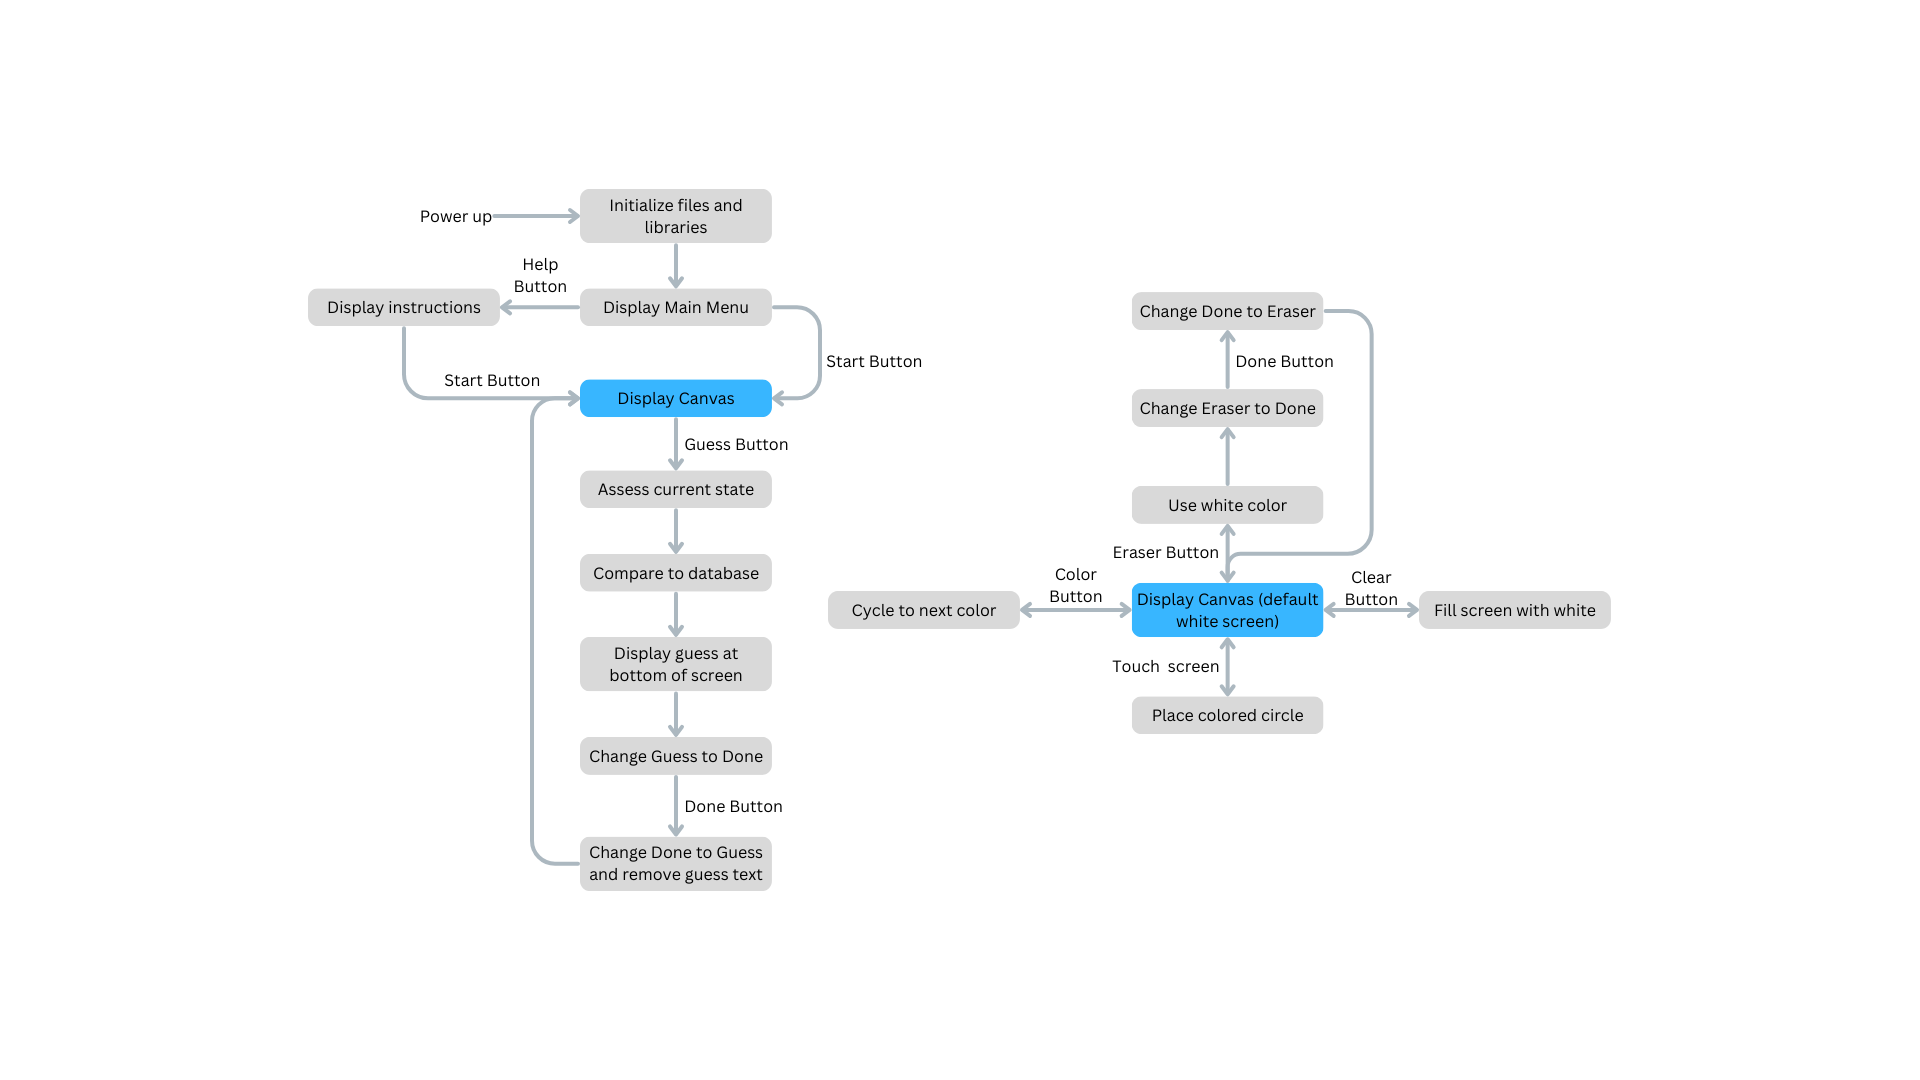 Power up
Initialize files and
libraries
Help
Button
Display instructions
Display Main Menu
Start Button
Start Button
Display Canvas
Guess Button
Assess current state
Compare to database
Display guess at
bottom of screen
Change Guess to Done
Done Button
Change Done to Guess
and remove guess text
Change Done to Eraser
Done Button
Change Eraser to Done
Use white color
Eraser Button
Color
Button
Clear
Button
Cycle to next color
Display Canvas (default
white screen)
Fill screen with white
Touch  screen
Place colored circle